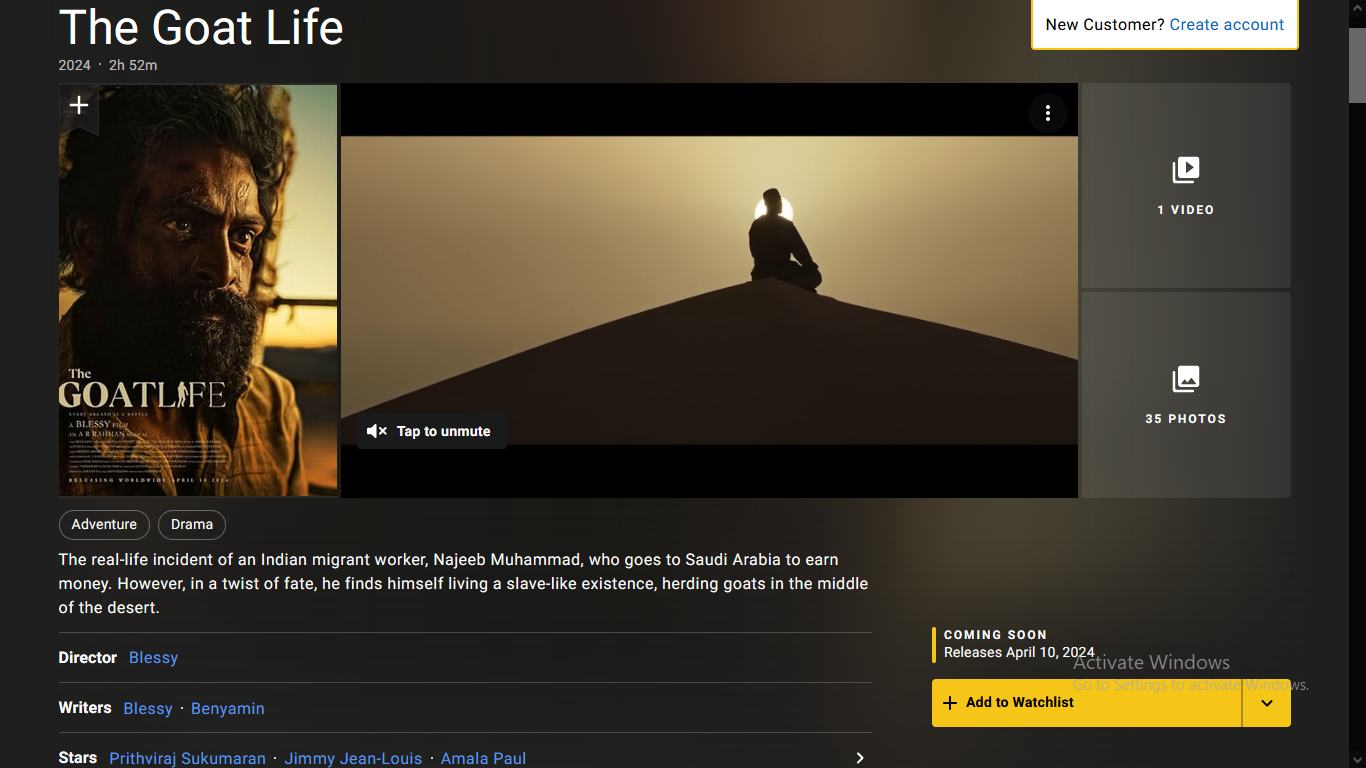 The Goat Life
New Customer? Create account
2024 · 2h 52m
The
GOATLIFE
EVERY BREATH IS A BATTLE
A BLESSY FILM
AN A R RAHMAN MUSICAL
RELEASING WORLDWIDE APRIL 10 2024
Tap to unmute
1 VIDEO
35 PHOTOS
Adventure
Drama
The real-life incident of an Indian migrant worker, Najeeb Muhammad, who goes to Saudi Arabia to earn
money. However, in a twist of fate, he finds himself living a slave-like existence, herding goats in the middle
of the desert.
Director Blessy
Writers Blessy · Benyamin
Stars Prithviraj Sukumaran · Jimmy Jean-Louis · Amala Paul
COMING SOON
Releases April 10, 2024
Activate Windows
Go to Settings to activate Windows.
Add to Watchlist